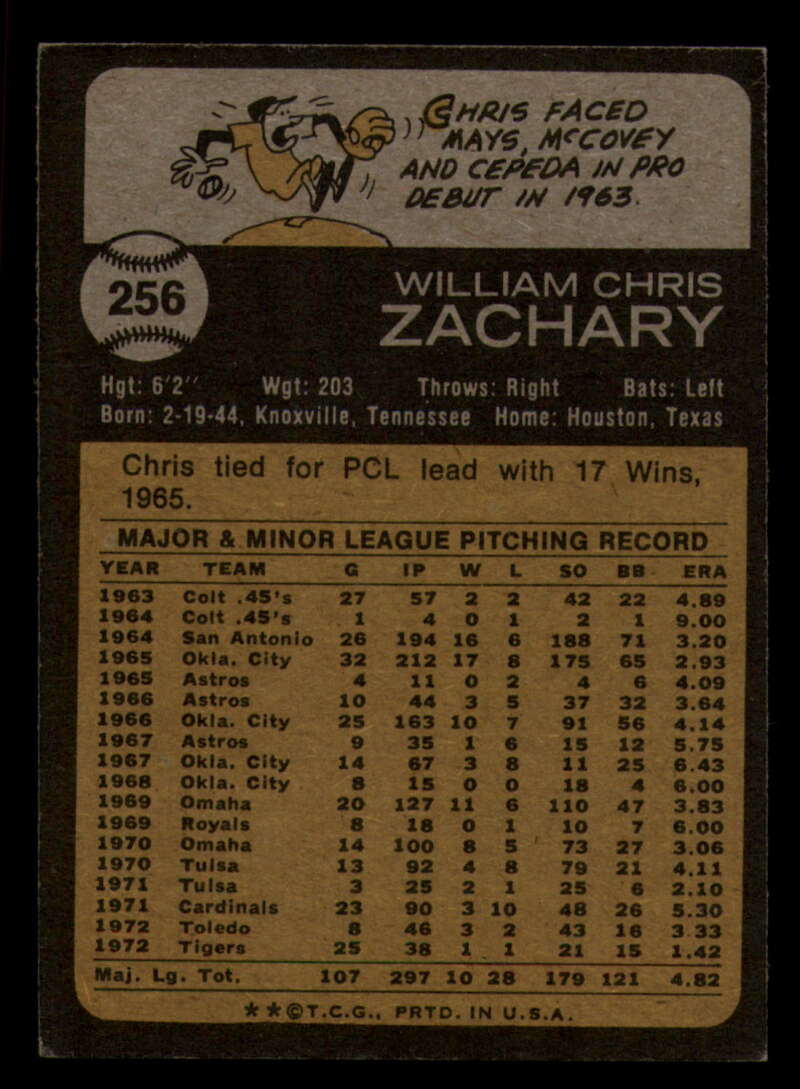 CHRIS FACED
MAYS, McCOVEY
AND CEPEDA IN PRO
DEBUT IN 1963.
256
WILLIAM CHRIS
ZACHARY
Hgt: 6'2" Wgt: 203 Throws: Right Bats: Left
Born: 2-19-44, Knoxville, Tennessee Home: Houston, Texas
Chris tied for PCL lead with 17 Wins,
1965.
MAJOR & MINOR LEAGUE PITCHING RECORD
YEAR TEAM G IP W L SO BB ERA
1963 Colt .45's 27 57 2 2 42 22 4.89
1964 Colt .45's 1 4 0 1 2 1 9.00
1964 San Antonio 26 194 16 6 188 71 3.20
1965 Okla. City 32 212 17 8 175 65 2.93
1965 Astros 4 11 0 2 4 6 4.09
1966 Astros 10 44 3 5 37 32 3.64
1966 Okla. City 25 163 10 7 91 56 4.14
1967 Astros 9 35 1 6 15 12 5.75
1967 Okla. City 14 67 3 8 11 25 6.43
1968 Okla. City 8 15 0 0 18 4 6.00
1969 Omaha 20 127 11 6 110 47 3.83
1969 Royals 8 18 0 1 10 7 6.00
1970 Omaha 14 100 8 5 73 27 3.06
1970 Tulsa 13 92 4 8 79 21 4.11
1971 Tulsa 3 25 2 1 25 6 2.10
1971 Cardinals 23 90 3 10 48 26 5.30
1972 Toledo 8 46 3 2 43 16 3.33
1972 Tigers 25 38 1 1 21 15 1.42
Maj. Lg. Tot. 107 297 10 28 179 121 4.82
**©T.C.G., PRTD. IN U.S.A.